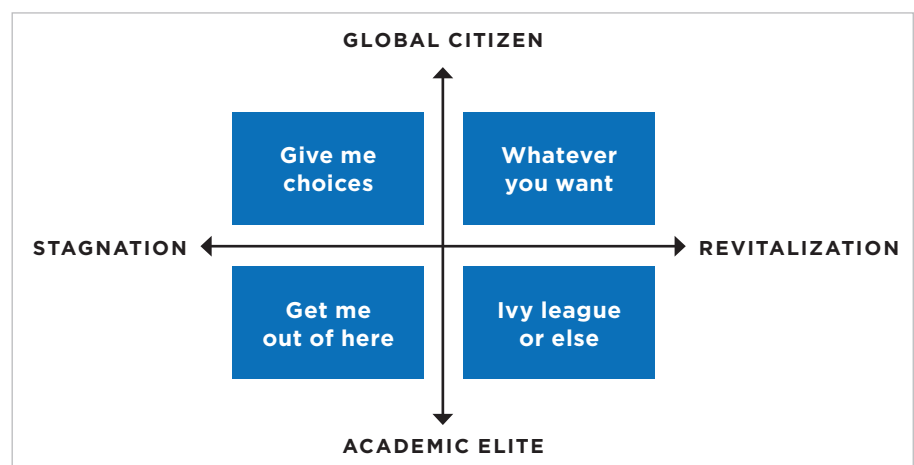 GLOBAL CITIZEN
Give me
choices
Whatever
you want
STAGNATION
REVITALIZATION
Get me
out of here
Ivy league
or else
ACADEMIC ELITE